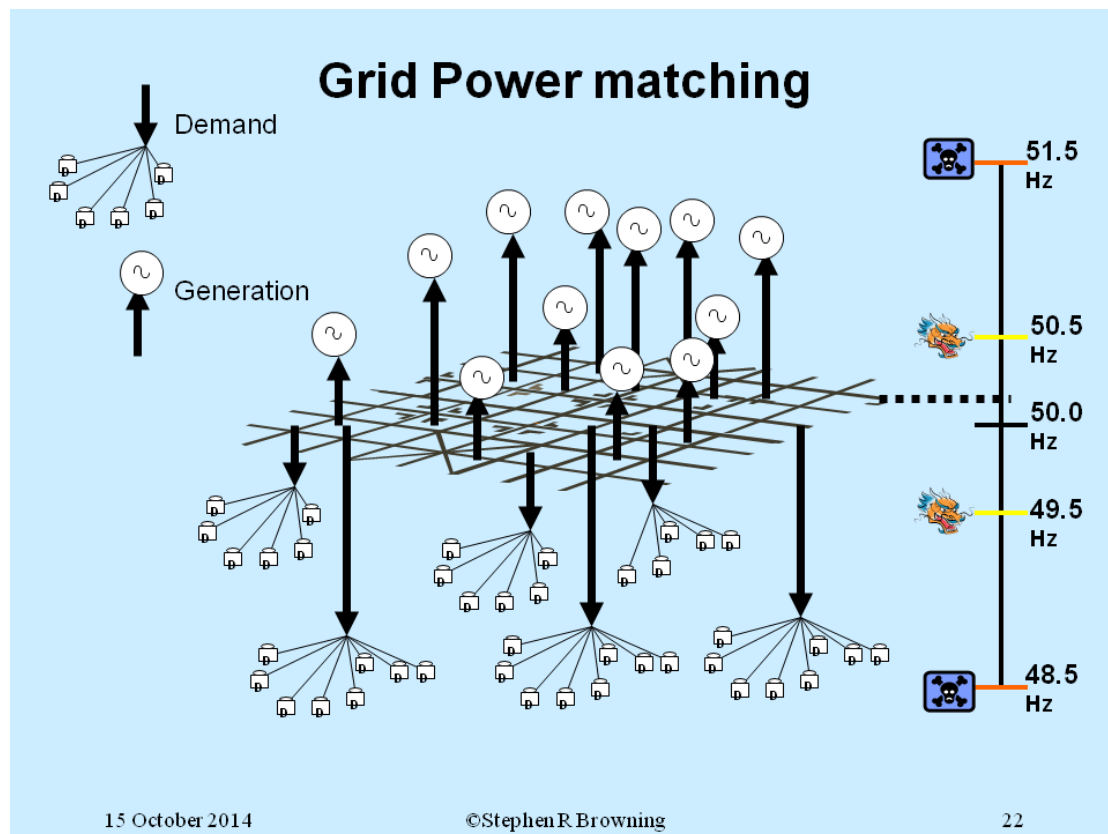 Grid Power matching
Demand
D
D
D
D
D
D
Generation
51.5
Hz
50.5
Hz
50.0
Hz
49.5
Hz
48.5
Hz
D D D D D D
D D D D D D
D D D D D
D D D D D D D D
D D D D D D D D
D D D D D D D D
15 October 2014
©Stephen R Browning
22